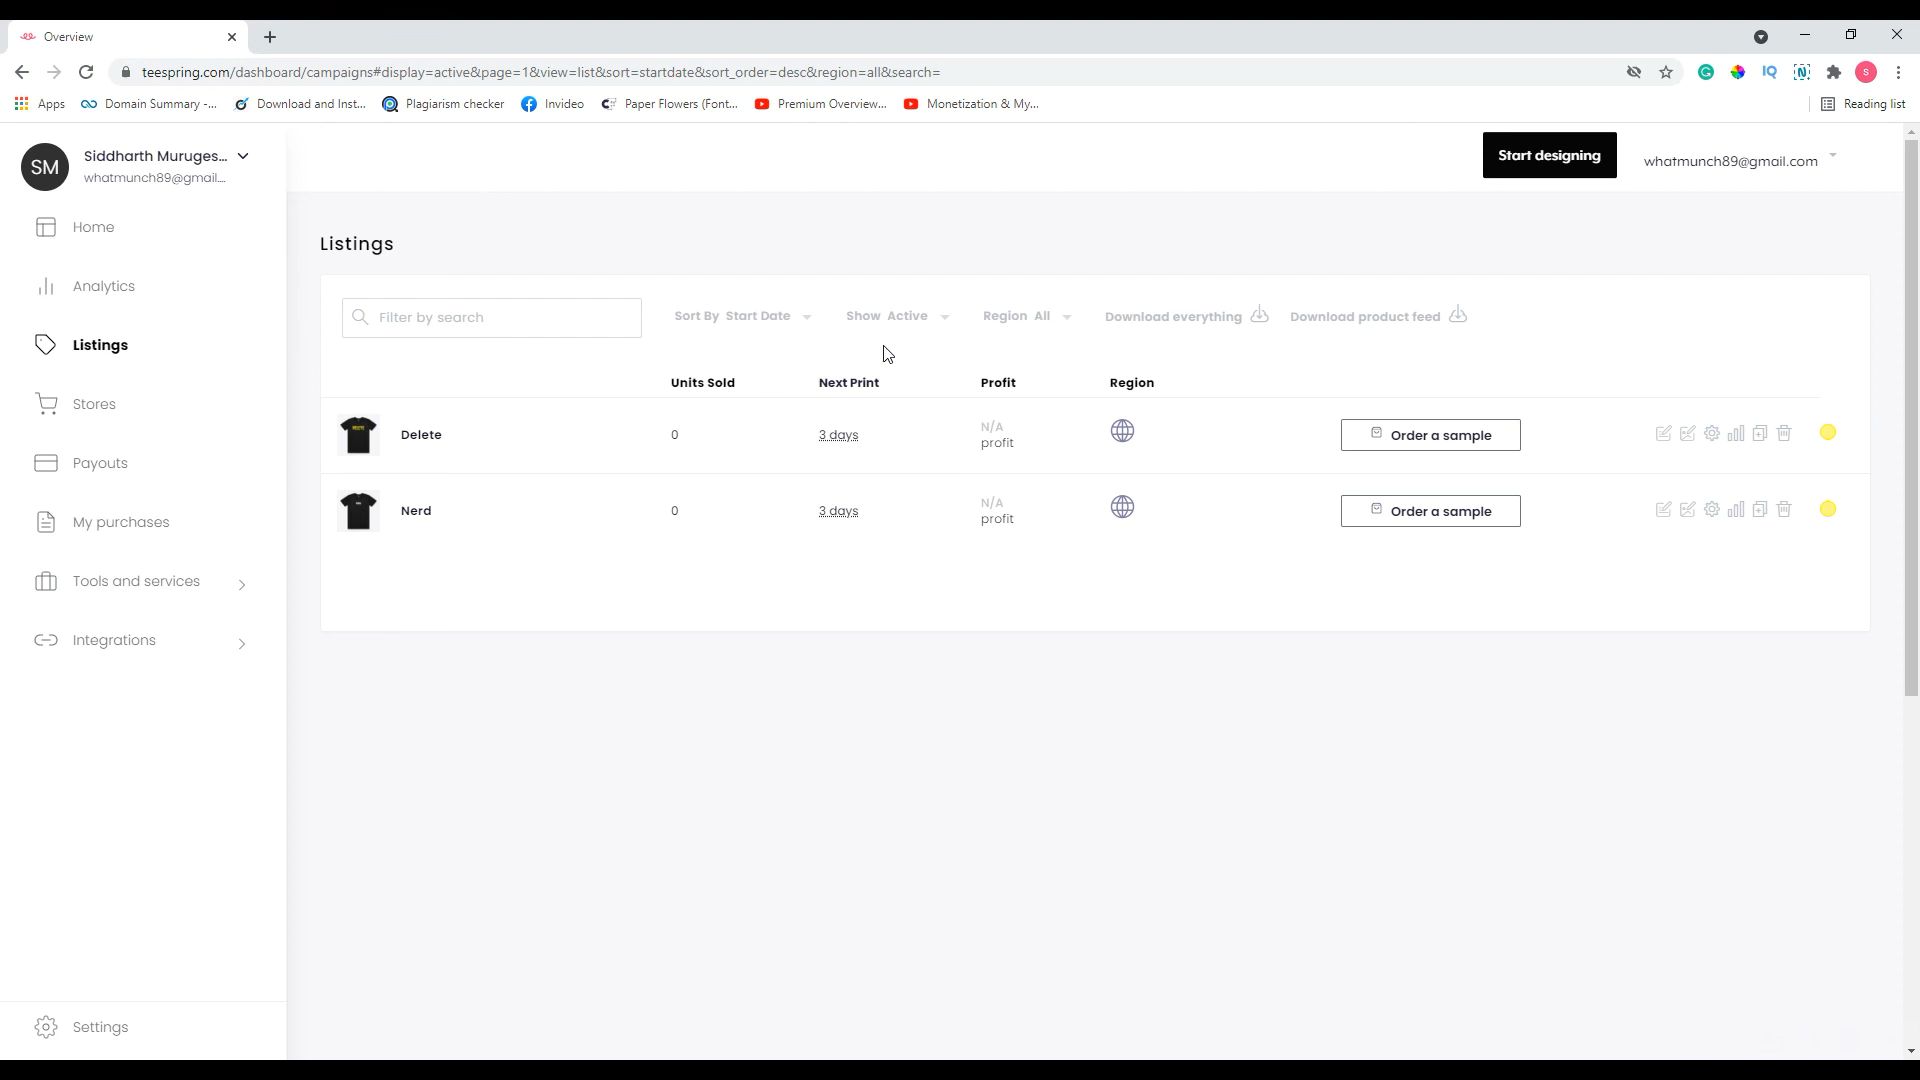 Overview
teespring.com/dashboard/campaigns#display=active&page=1&view=list&sort=startdate&sort_order=desc&region=all&search=
Apps Domain Summary -... Download and Inst... Plagiarism checker Invideo Paper Flowers (Font... Premium Overview... Monetization & My... Reading list
SM
Siddharth Muruges...
whatmunch89@gmail....
Start designing
whatmunch89@gmail.com
Home
Analytics
Listings
Stores
Payouts
My purchases
Tools and services
Integrations
Settings
Listings
Filter by search
Sort By Start Date Show Active Region All Download everything Download product feed
Units Sold Next Print Profit Region
Delete 0 3 days N/A profit Order a sample
Nerd 0 3 days N/A profit Order a sample